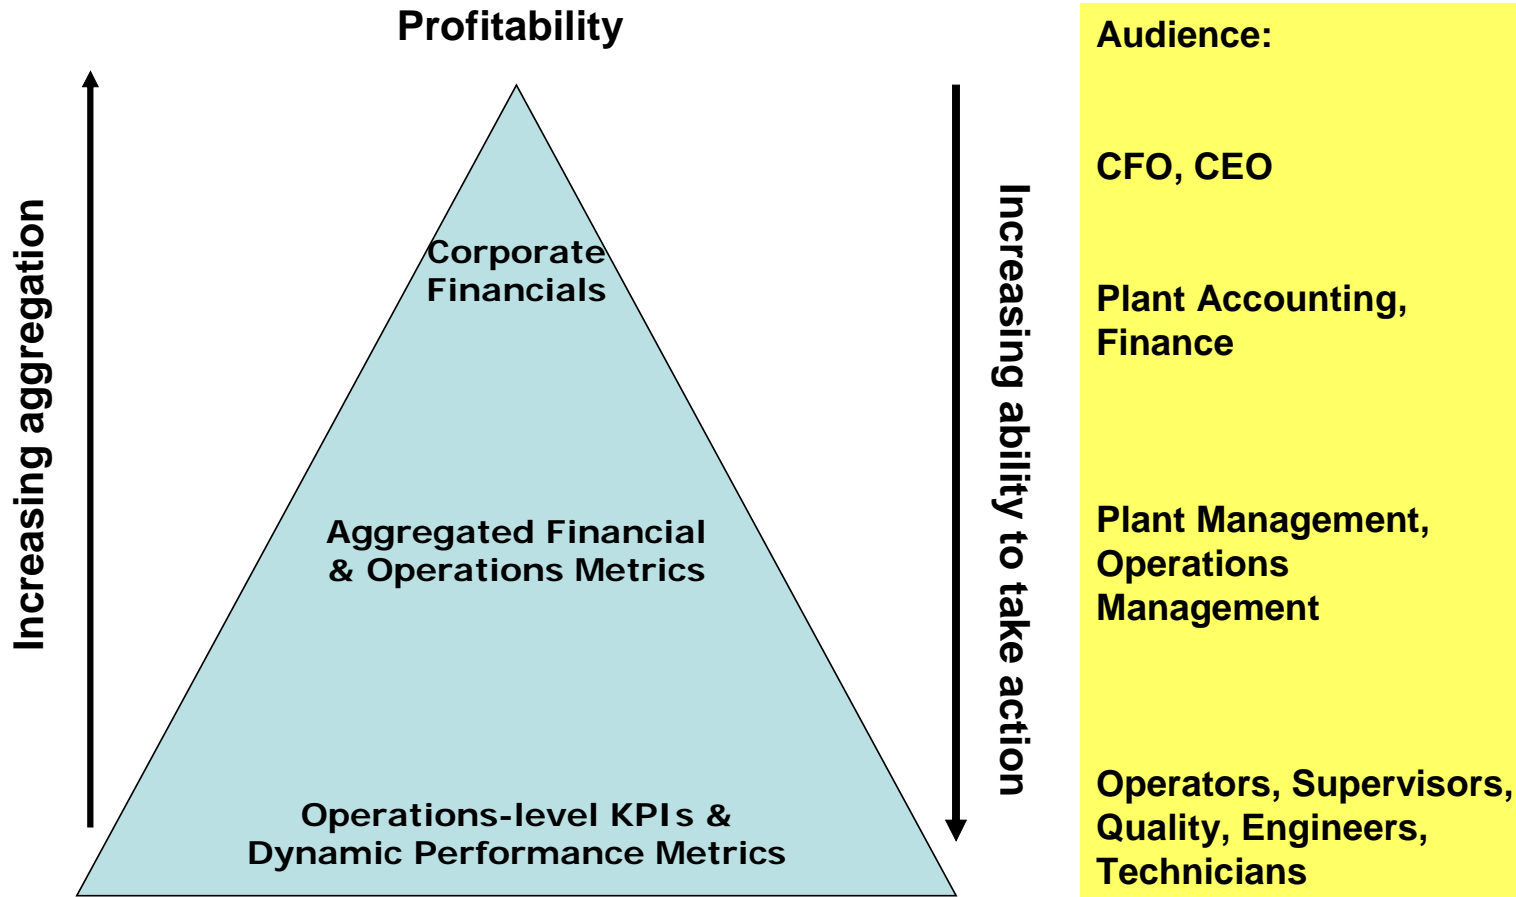 Profitability
Increasing aggregation
Corporate
Financials
Aggregated Financial
& Operations Metrics
Operations-level KPIs &
Dynamic Performance Metrics
Increasing ability to take action
Audience:
CFO, CEO
Plant Accounting,
Finance
Plant Management,
Operations
Management
Operators, Supervisors,
Quality, Engineers,
Technicians